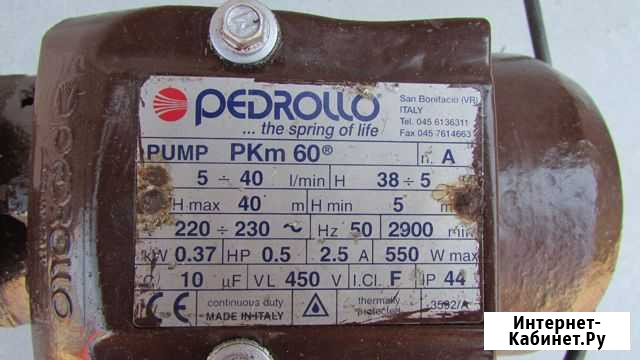 PEDROLLO
... the spring of life
San Bonifacio (VR)
ITALY
Tel. 045 6136311
Fax 045 7614663
PUMP PKm 60® n. A
5 ÷ 40 l/min H 38 ÷ 5
H max 40 m H min 5 m
220 ÷ 230 ~ Hz 50 2900 min
kW 0.37 HP 0.5 2.5 A 550 W max
C 10 µF VL 450 V I.Cl. F IP 44
CE continuous duty thermally protected 3582/A
MADE IN ITALY
PEDROLLO
Интернет-
Кабинет.Ру